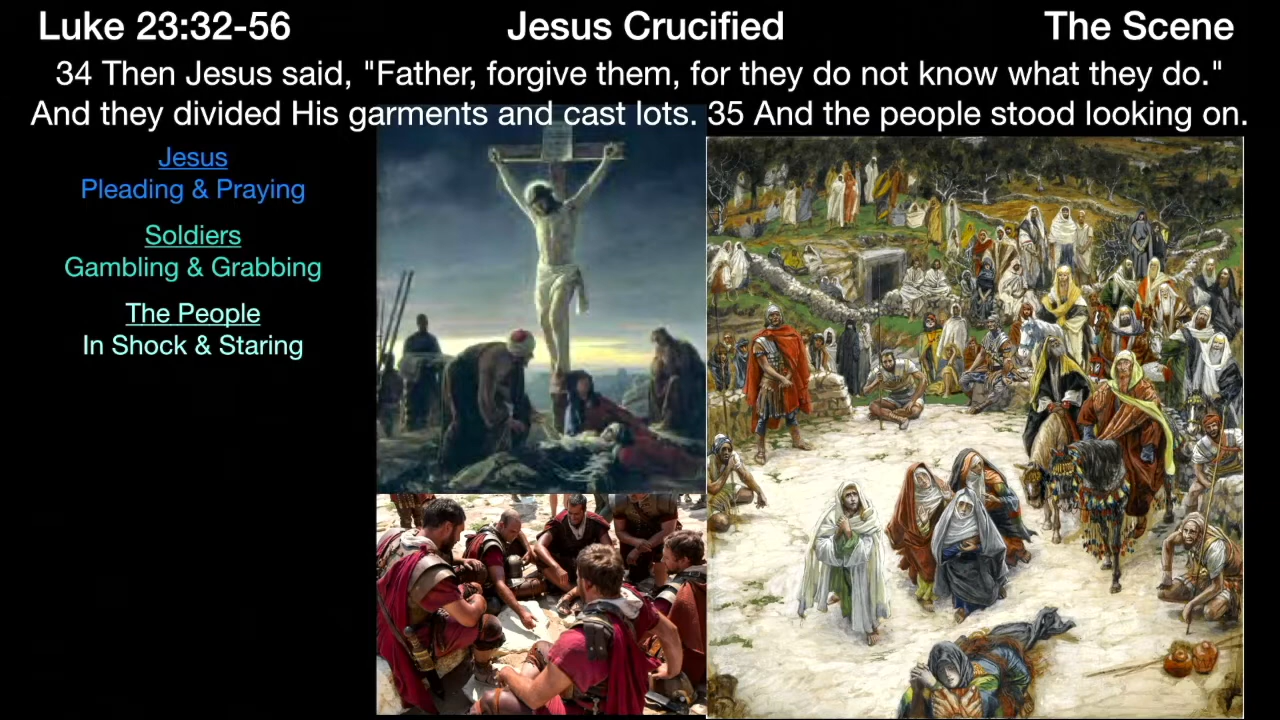 Luke 23:32-56 Jesus Crucified The Scene
34 Then Jesus said, "Father, forgive them, for they do not know what they do."
And they divided His garments and cast lots. 35 And the people stood looking on.
Jesus
Pleading & Praying
Soldiers
Gambling & Grabbing
The People
In Shock & Staring